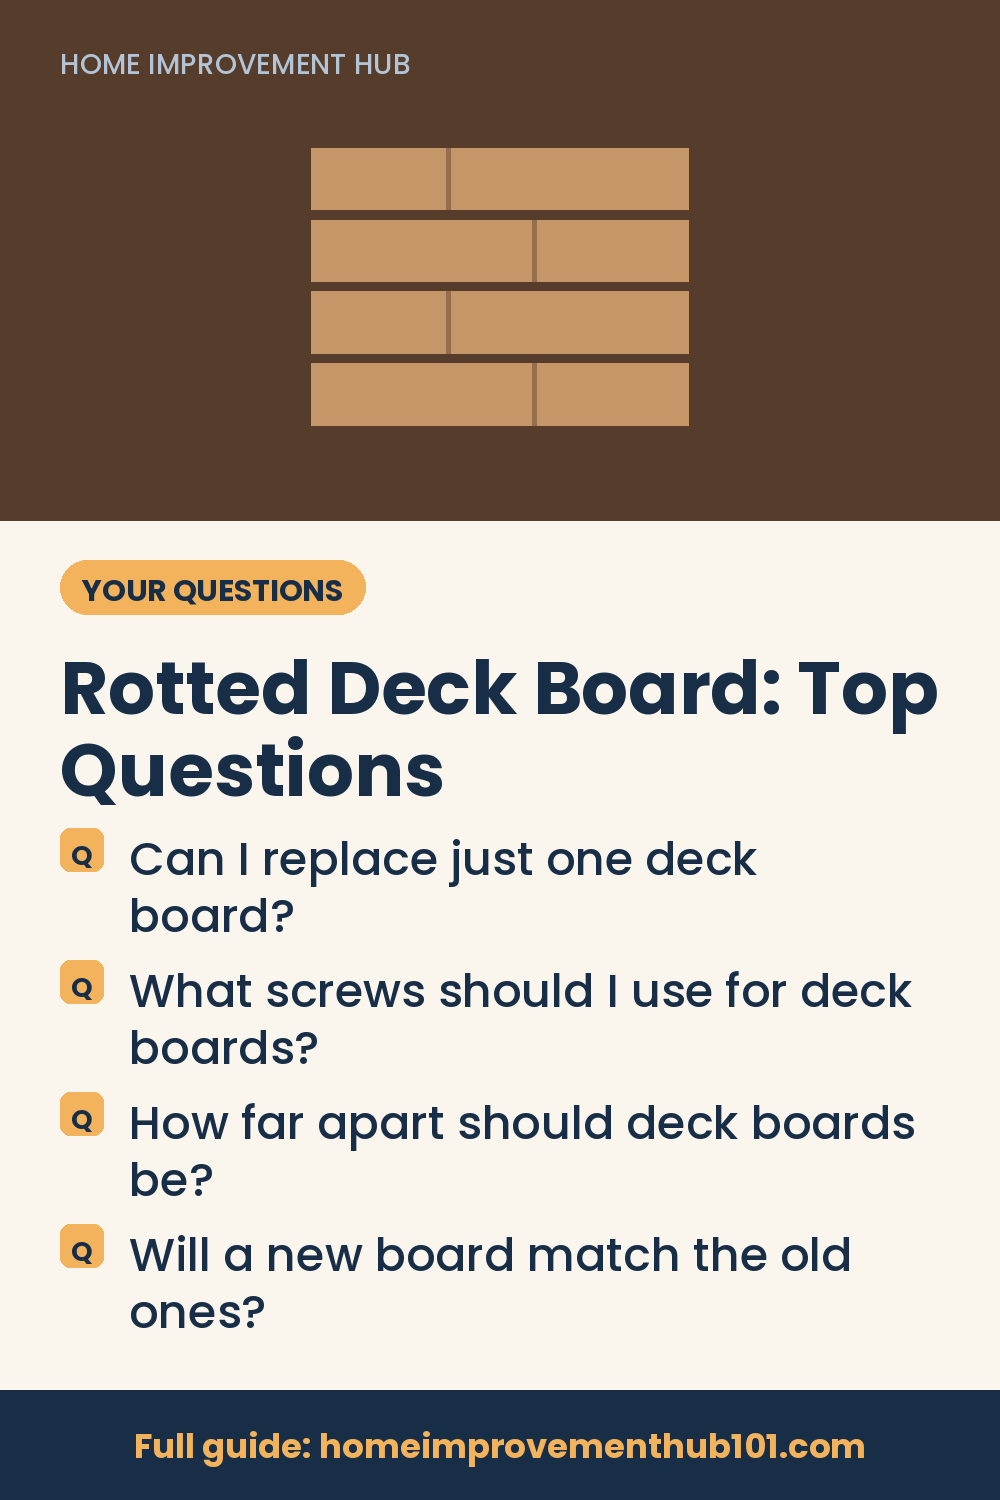 HOME IMPROVEMENT HUB
YOUR QUESTIONS
Rotted Deck Board: Top
Questions
Q Can I replace just one deck
board?
Q What screws should I use for deck
boards?
Q How far apart should deck boards
be?
Q Will a new board match the old
ones?
Full guide: homeimprovementhub101.com